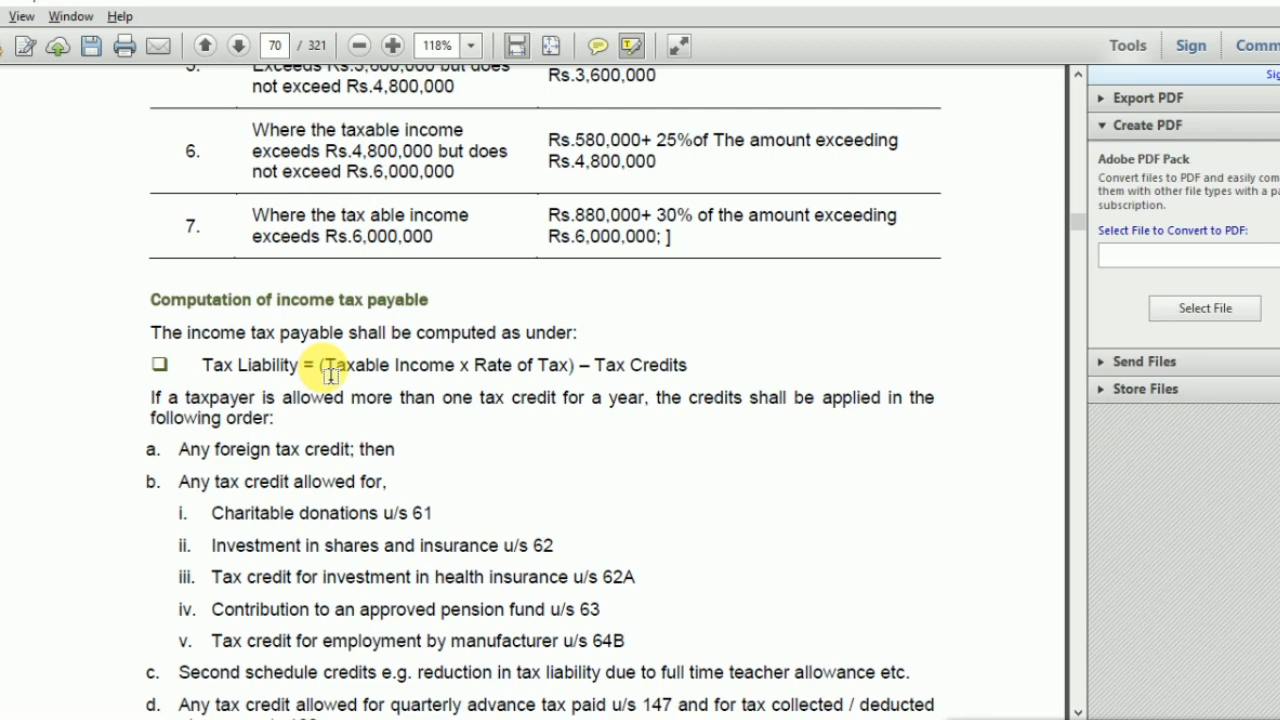 View Window Help
70 / 321 118% Tools Sign Comm
5. Exceeds Rs.3,600,000 but does
not exceed Rs.4,800,000
Rs.3,600,000
6. Where the taxable income
exceeds Rs.4,800,000 but does
not exceed Rs.6,000,000
Rs.580,000+ 25%of The amount exceeding
Rs.4,800,000
7. Where the tax able income
exceeds Rs.6,000,000
Rs.880,000+ 30% of the amount exceeding
Rs.6,000,000; ]
Computation of income tax payable
The income tax payable shall be computed as under:
Tax Liability = (Taxable Income x Rate of Tax) – Tax Credits
If a taxpayer is allowed more than one tax credit for a year, the credits shall be applied in the
following order:
a. Any foreign tax credit; then
b. Any tax credit allowed for,
i. Charitable donations u/s 61
ii. Investment in shares and insurance u/s 62
iii. Tax credit for investment in health insurance u/s 62A
iv. Contribution to an approved pension fund u/s 63
v. Tax credit for employment by manufacturer u/s 64B
c. Second schedule credits e.g. reduction in tax liability due to full time teacher allowance etc.
d. Any tax credit allowed for quarterly advance tax paid u/s 147 and for tax collected / deducted
Sig
Export PDF
Create PDF
Adobe PDF Pack
Convert files to PDF and easily com
them with other file types with a pa
subscription.
Select File to Convert to PDF:
Select File
Send Files
Store Files